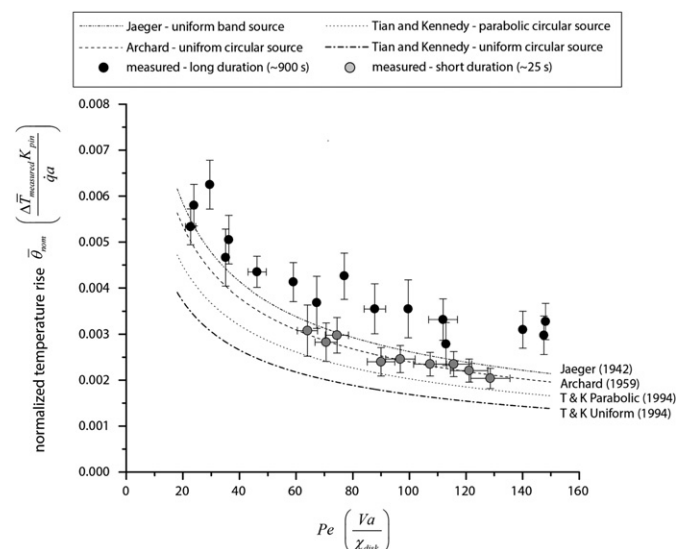 Jaeger - uniform band source
Tian and Kennedy - parabolic circular source
Archard - unifrom circular source
Tian and Kennedy - uniform circular source
measured - long duration (~900 s)
measured - short duration (~25 s)
0.008
0.007
0.006
0.005
0.004
0.003
0.002
0.001
0.000
normalized temperature rise θ̅nom (ΔT̅measured Kpin / q̇a)
Jaeger (1942)
Archard (1959)
T & K Parabolic (1994)
T & K Uniform (1994)
0 20 40 60 80 100 120 140 160
Pe (Va / χdisk)